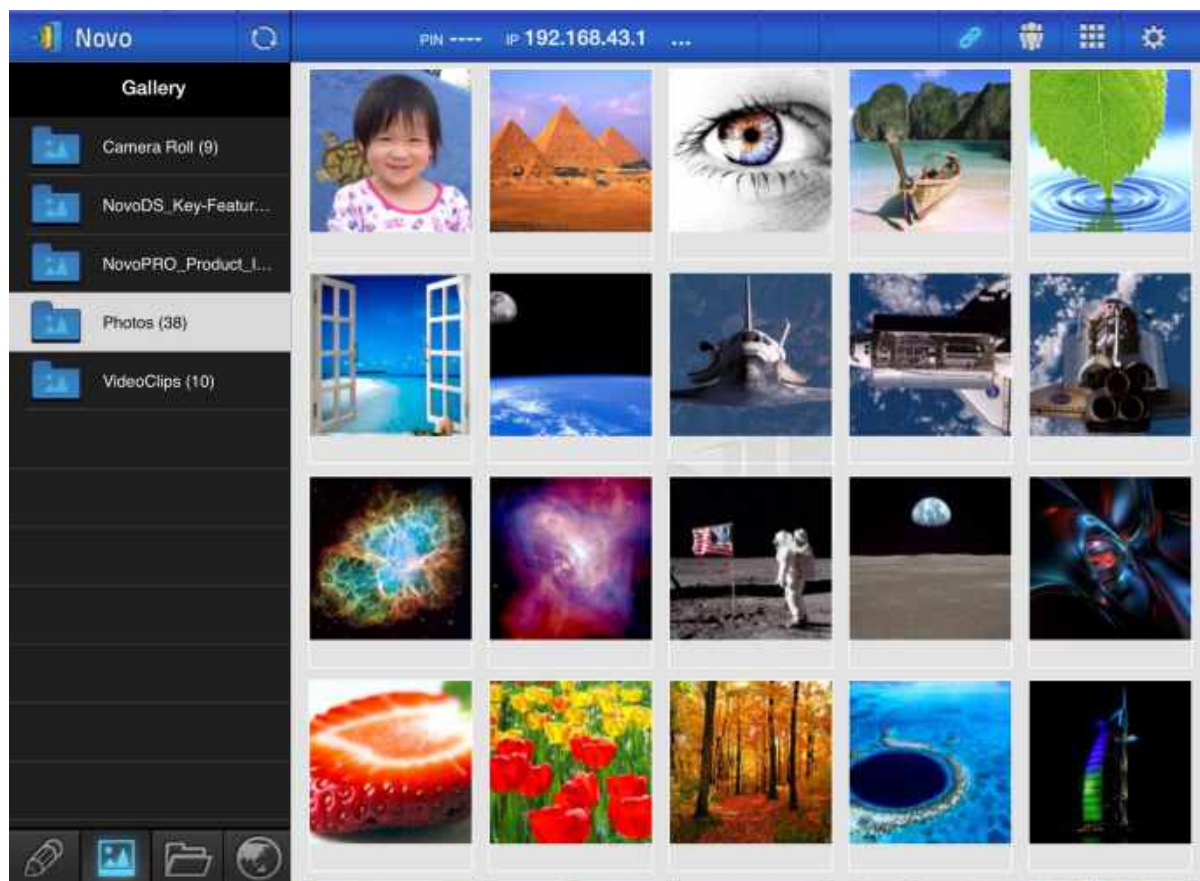 Novo PIN ---- IP 192.168.43.1 ...
Gallery
Camera Roll (9)
NovoDS_Key-Featur...
NovoPRO_Product_I...
Photos (38)
VideoClips (10)